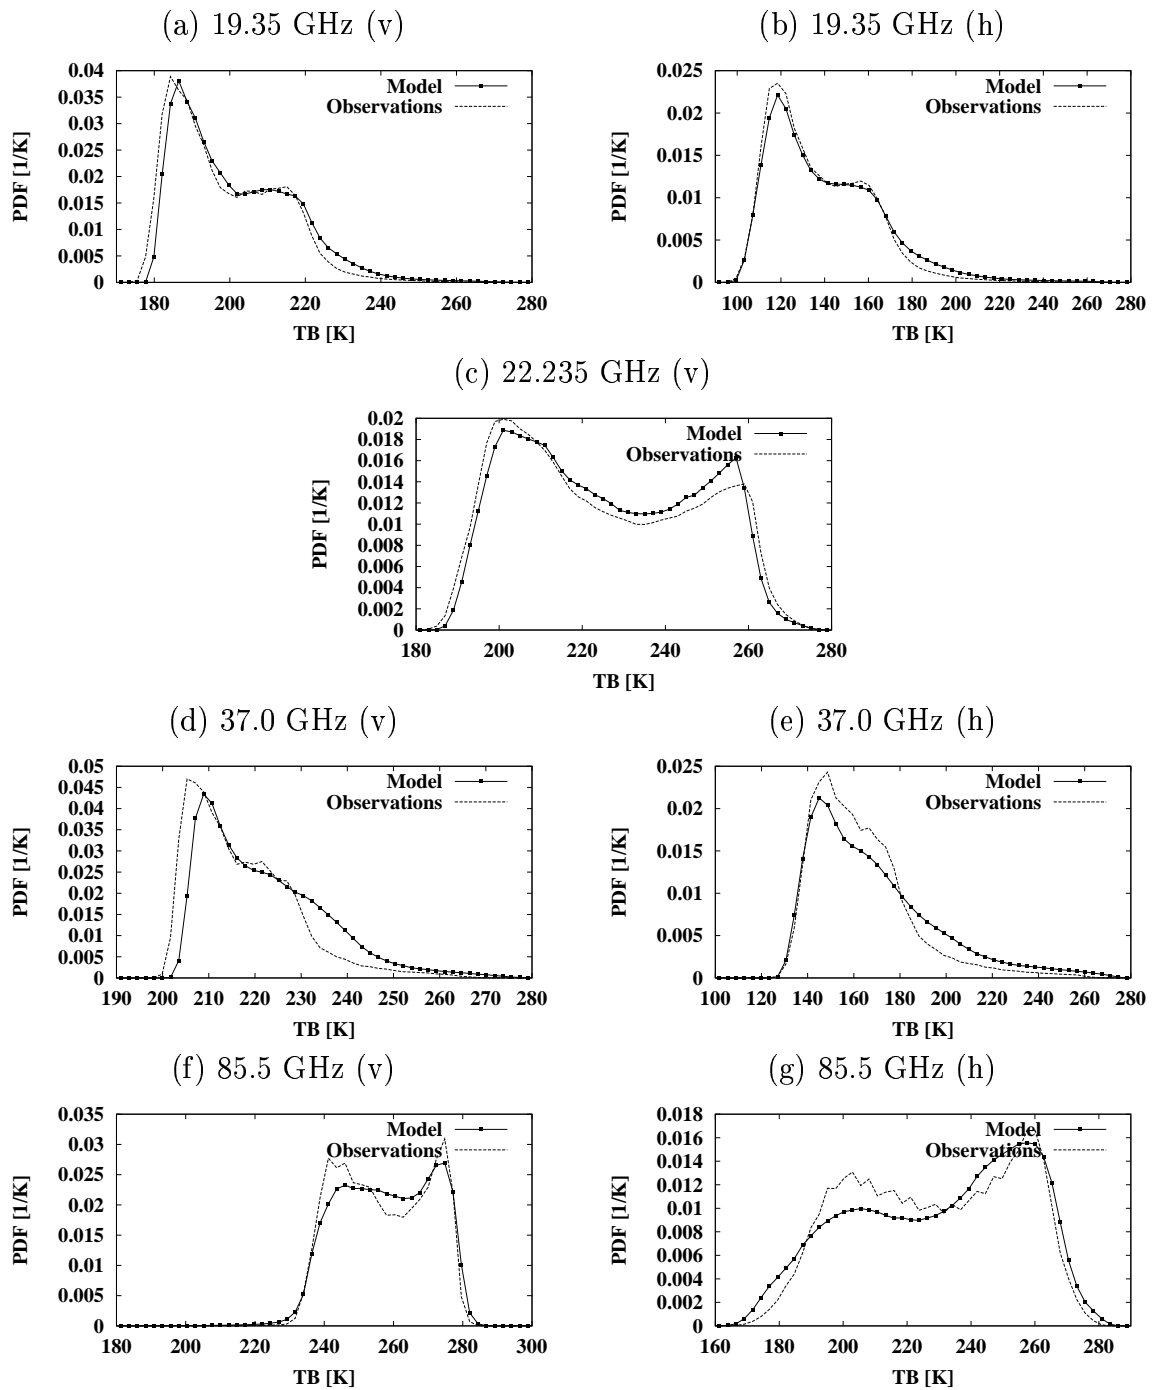 (a) 19.35 GHz (v)
0.04
0.035
0.03
0.025
0.02
0.015
0.01
0.005
0
180 200 220 240 260 280
PDF [1/K]
TB [K]
Model
Observations
(b) 19.35 GHz (h)
0.025
0.02
0.015
0.01
0.005
0
100 120 140 160 180 200 220 240 260 280
PDF [1/K]
TB [K]
Model
Observations
(c) 22.235 GHz (v)
0.02
0.018
0.016
0.014
0.012
0.01
0.008
0.006
0.004
0.002
0
180 200 220 240 260 280
PDF [1/K]
TB [K]
Model
Observations
(d) 37.0 GHz (v)
0.05
0.045
0.04
0.035
0.03
0.025
0.02
0.015
0.01
0.005
0
190 200 210 220 230 240 250 260 270 280
PDF [1/K]
TB [K]
Model
Observations
(e) 37.0 GHz (h)
0.025
0.02
0.015
0.01
0.005
0
100 120 140 160 180 200 220 240 260 280
PDF [1/K]
TB [K]
Model
Observations
(f) 85.5 GHz (v)
0.035
0.03
0.025
0.02
0.015
0.01
0.005
0
180 200 220 240 260 280 300
PDF [1/K]
TB [K]
Model
Observations
(g) 85.5 GHz (h)
0.018
0.016
0.014
0.012
0.01
0.008
0.006
0.004
0.002
0
160 180 200 220 240 260 280
PDF [1/K]
TB [K]
Model
Observations